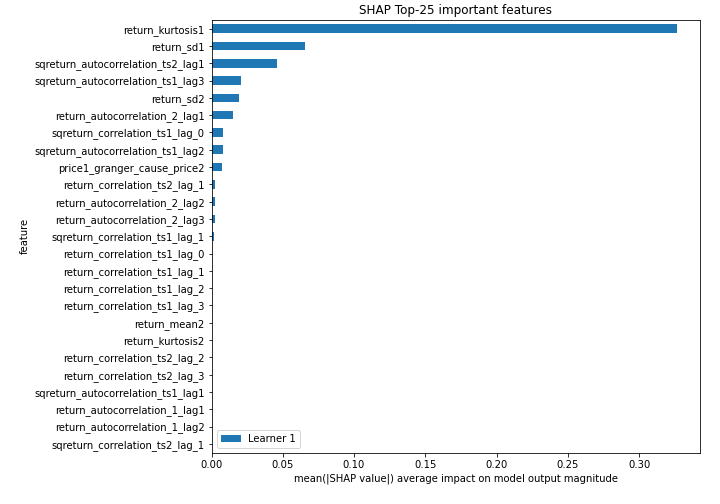 SHAP Top-25 important features
return_kurtosis1
return_sd1
sqreturn_autocorrelation_ts2_lag1
sqreturn_autocorrelation_ts1_lag3
return_sd2
return_autocorrelation_2_lag1
sqreturn_correlation_ts1_lag_0
sqreturn_autocorrelation_ts1_lag2
price1_granger_cause_price2
return_correlation_ts2_lag_1
return_autocorrelation_2_lag2
return_autocorrelation_2_lag3
sqreturn_correlation_ts1_lag_1
return_correlation_ts1_lag_0
return_correlation_ts1_lag_1
return_correlation_ts1_lag_2
return_correlation_ts1_lag_3
return_mean2
return_kurtosis2
return_correlation_ts2_lag_2
return_correlation_ts2_lag_3
sqreturn_autocorrelation_ts1_lag1
return_autocorrelation_1_lag1
return_autocorrelation_1_lag2
sqreturn_correlation_ts2_lag_1
feature
Learner 1
0.00 0.05 0.10 0.15 0.20 0.25 0.30
mean(|SHAP value|) average impact on model output magnitude